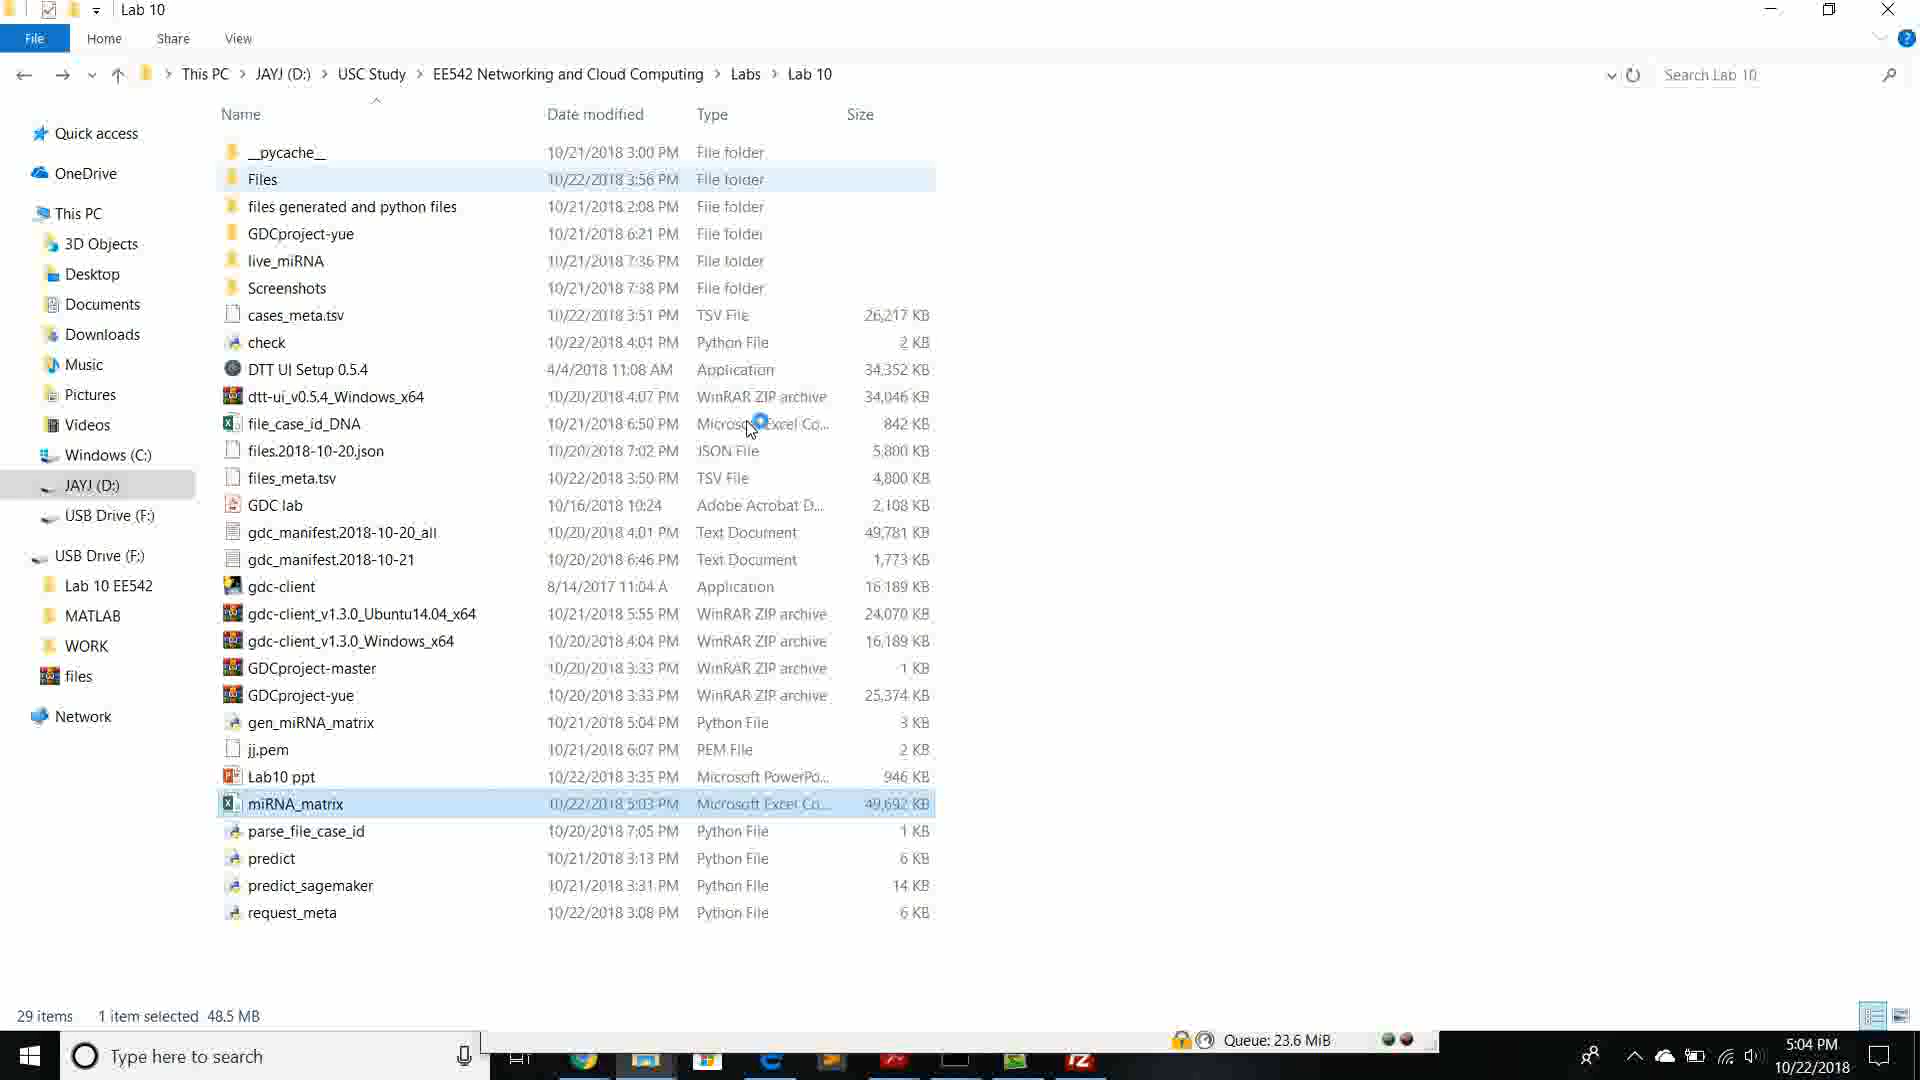 Lab 10
File Home Share View
This PC JAYJ (D:) USC Study EE542 Networking and Cloud Computing Labs Lab 10 Search Lab 10
Name Date modified Type Size
Quick access
OneDrive
This PC
3D Objects
Desktop
Documents
Downloads
Music
Pictures
Videos
Windows (C:)
JAYJ (D:)
USB Drive (F:)
USB Drive (F:)
Lab 10 EE542
MATLAB
WORK
files
Network
__pycache__ 10/21/2018 3:00 PM File folder
Files 10/22/2018 3:56 PM File folder
files generated and python files 10/21/2018 2:08 PM File folder
GDCproject-yue 10/21/2018 6:21 PM File folder
live_miRNA 10/21/2018 7:36 PM File folder
Screenshots 10/21/2018 7:38 PM File folder
cases_meta.tsv 10/22/2018 3:51 PM TSV File 26,217 KB
check 10/22/2018 4:01 PM Python File 2 KB
DTT UI Setup 0.5.4 4/4/2018 11:08 AM Application 34,352 KB
dtt-ui_v0.5.4_Windows_x64 10/20/2018 4:07 PM WinRAR ZIP archive 34,046 KB
file_case_id_DNA 10/21/2018 6:50 PM Excel Co... 842 KB
files.2018-10-20.json 10/20/2018 7:02 PM JSON File 5,800 KB
files_meta.tsv 10/22/2018 3:50 PM TSV File 4,800 KB
GDC lab 10/16/2018 10:24 Adobe Acrobat D... 2,108 KB
gdc_manifest.2018-10-20_all 10/20/2018 4:01 PM Text Document 49,781 KB
gdc_manifest.2018-10-21 10/20/2018 6:46 PM Text Document 1,773 KB
gdc-client 8/14/2017 11:04 A Application 16,189 KB
gdc-client_v1.3.0_Ubuntu14.04_x64 10/21/2018 5:55 PM WinRAR ZIP archive 24,070 KB
gdc-client_v1.3.0_Windows_x64 10/20/2018 4:04 PM WinRAR ZIP archive 16,189 KB
GDCproject-master 10/20/2018 3:33 PM WinRAR ZIP archive 1 KB
GDCproject-yue 10/20/2018 3:33 PM WinRAR ZIP archive 25,374 KB
gen_miRNA_matrix 10/21/2018 5:04 PM Python File 3 KB
jj.pem 10/21/2018 6:07 PM PEM File 2 KB
Lab10 ppt 10/22/2018 3:35 PM Microsoft PowerPo... 946 KB
miRNA_matrix 10/22/2018 5:03 PM Microsoft Excel Co... 49,692 KB
parse_file_case_id 10/20/2018 7:05 PM Python File 1 KB
predict 10/21/2018 3:13 PM Python File 6 KB
predict_sagemaker 10/21/2018 3:31 PM Python File 14 KB
request_meta 10/22/2018 3:08 PM Python File 6 KB
29 items 1 item selected 48.5 MB
Type here to search
Queue: 23.6 MiB
5:04 PM
10/22/2018